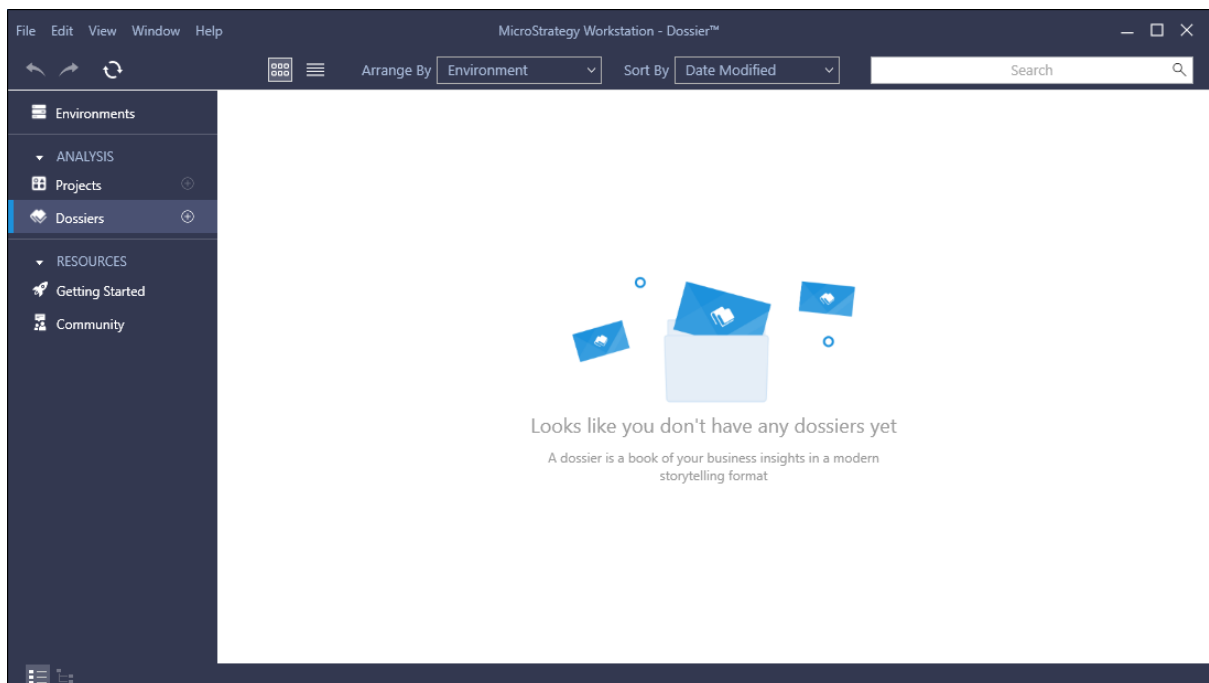 File Edit View Window Help
MicroStrategy Workstation - Dossier™
Arrange By Environment Sort By Date Modified Search
Environments
ANALYSIS
Projects
Dossiers
RESOURCES
Getting Started
Community
Looks like you don't have any dossiers yet
A dossier is a book of your business insights in a modern
storytelling format